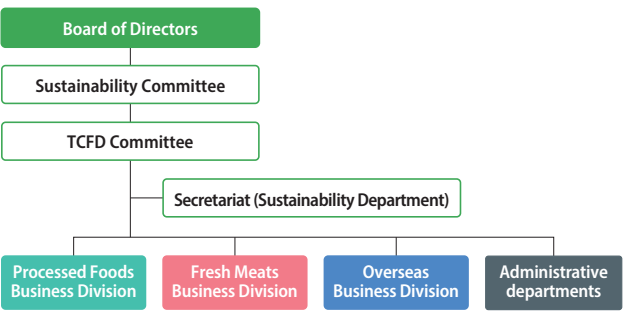 Board of Directors
Sustainability Committee
TCFD Committee
Secretariat (Sustainability Department)
Processed Foods
Business Division
Fresh Meats
Business Division
Overseas
Business Division
Administrative
departments